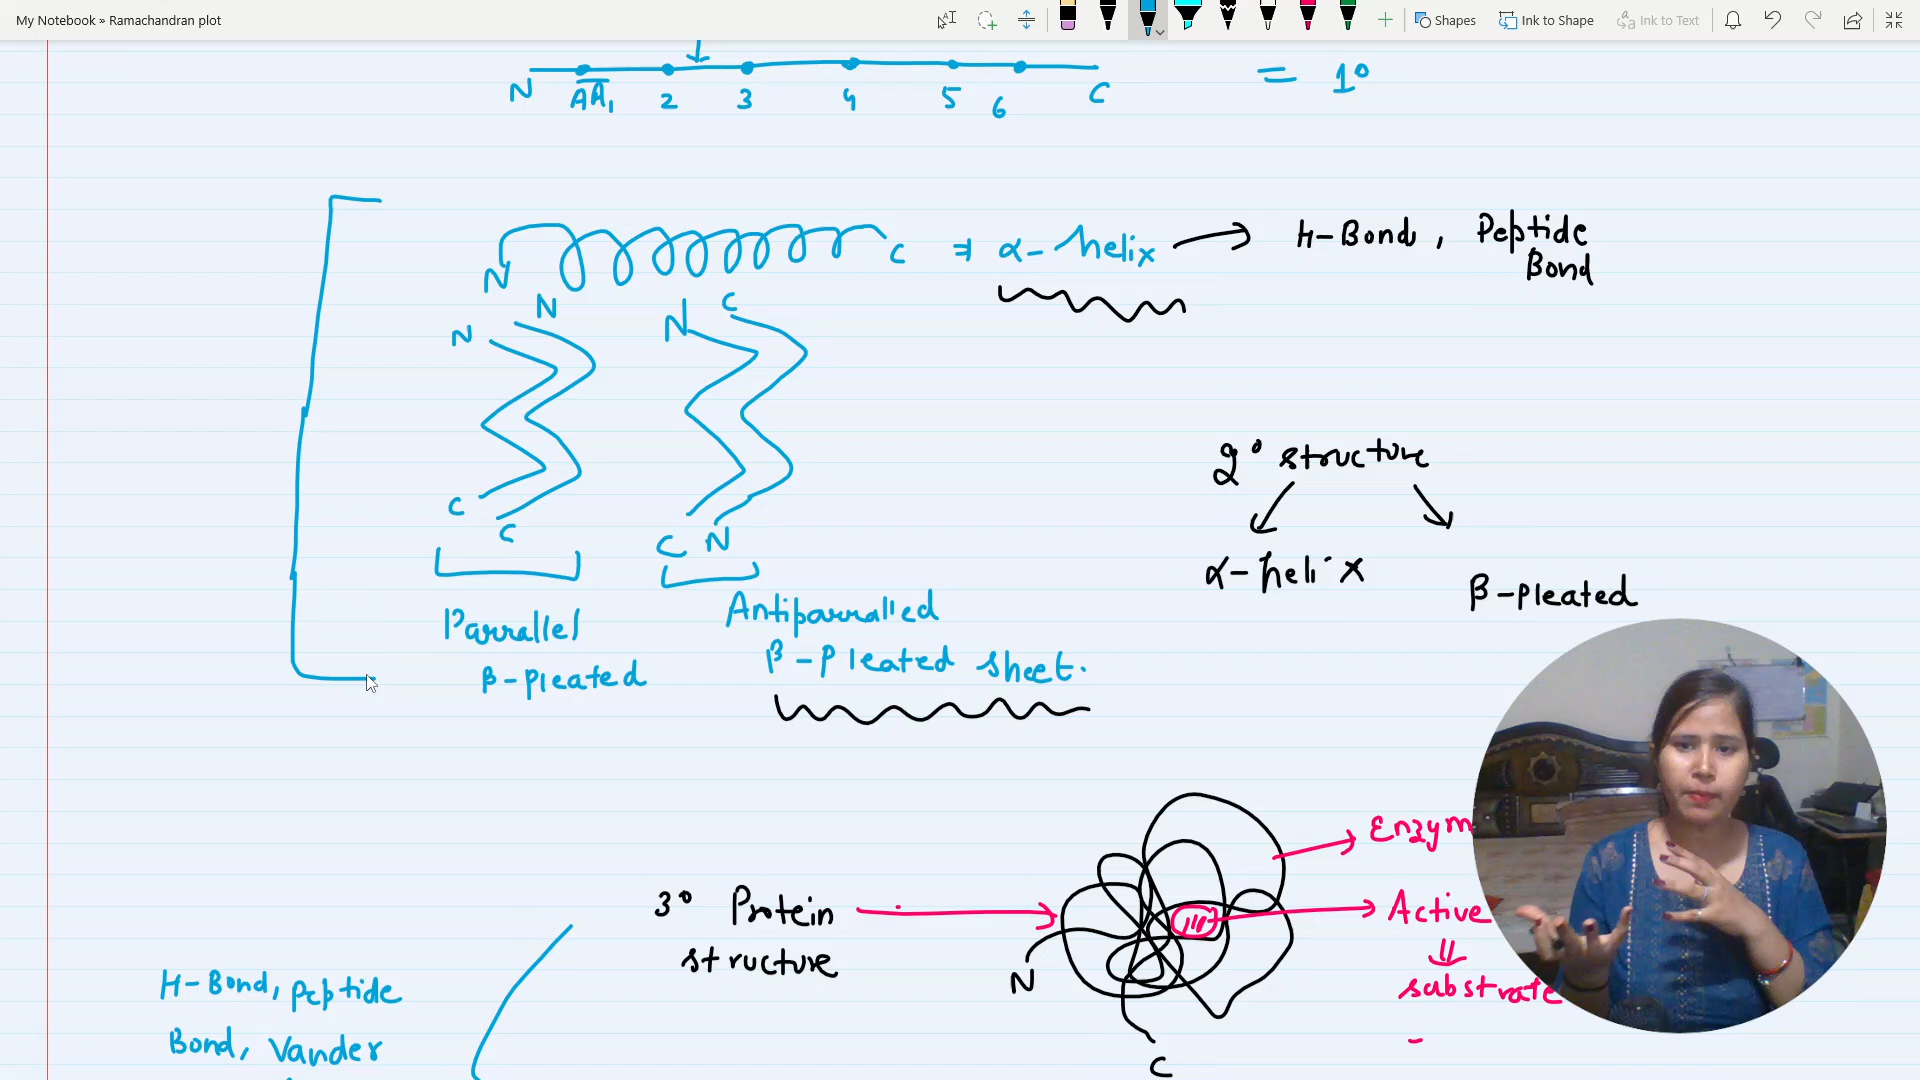 My Notebook » Ramachandran plot
Shapes
Ink to Shape
Ink to Text
N AA1 2 3 4 5 6 C = 1°
N C ⇒ α-helix → H-Bond, Peptide
Bond
N N N C
C C C N
Parrallel
β-pleated
Antiparralled
β-Pleated sheet.
2° structure
α-helix
β-pleated
3° Protein
structure
N
C
Enzym
Active
substrate
H-Bond, peptide
Bond, Vander